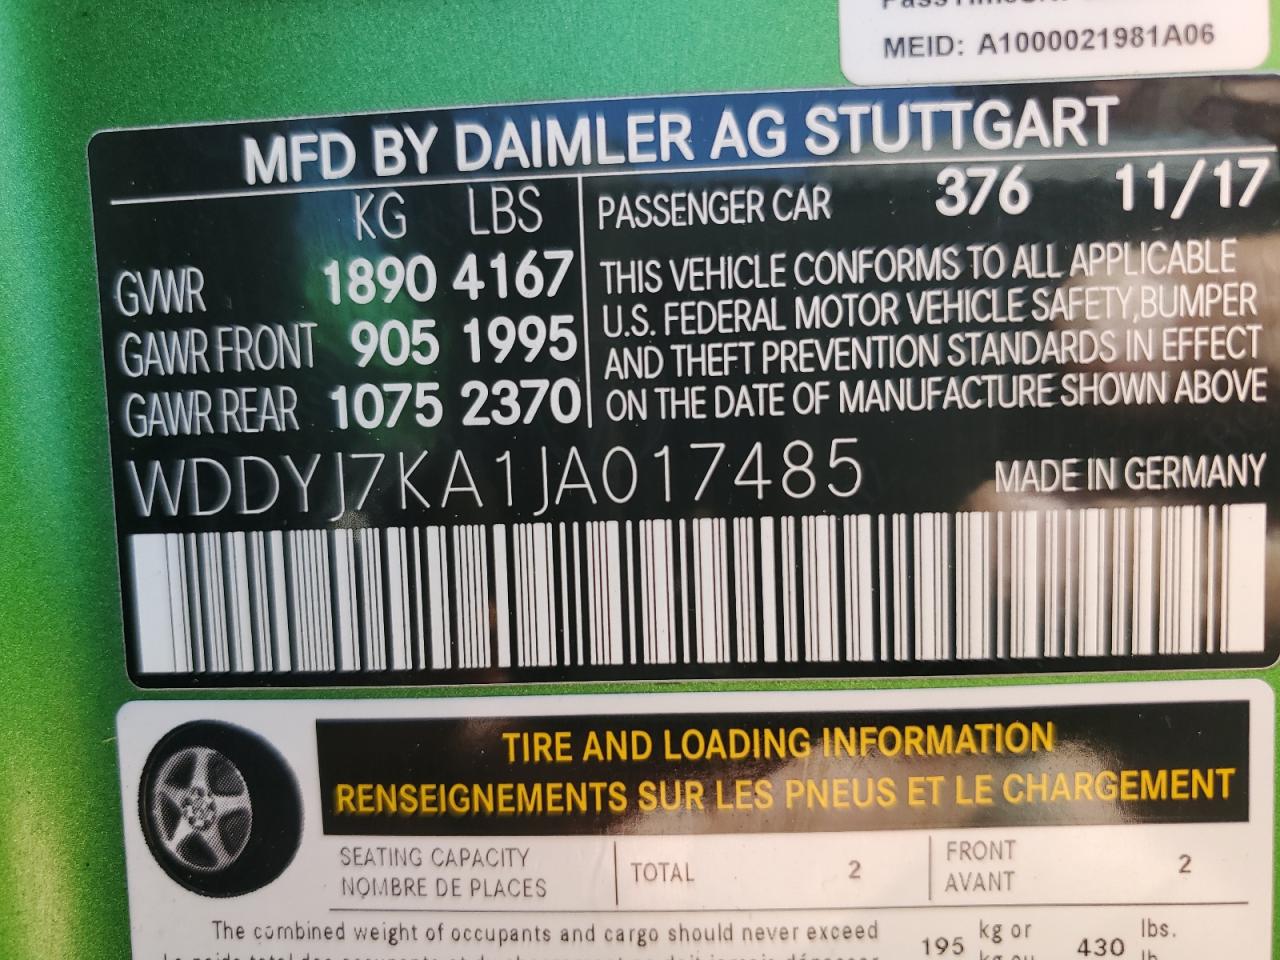 MEID: A1000021981A06
MFD BY DAIMLER AG STUTTGART
KG LBS
GVWR 1890 4167
GAWR FRONT 905 1995
GAWR REAR 1075 2370
PASSENGER CAR 376 11/17
THIS VEHICLE CONFORMS TO ALL APPLICABLE
U.S. FEDERAL MOTOR VEHICLE SAFETY,BUMPER
AND THEFT PREVENTION STANDARDS IN EFFECT
ON THE DATE OF MANUFACTURE SHOWN ABOVE
WDDYJ7KA1JA017485 MADE IN GERMANY
TIRE AND LOADING INFORMATION
RENSEIGNEMENTS SUR LES PNEUS ET LE CHARGEMENT
SEATING CAPACITY
NOMBRE DE PLACES
TOTAL 2
FRONT
AVANT
2
The combined weight of occupants and cargo should never exceed
195 kg or 430 lbs.